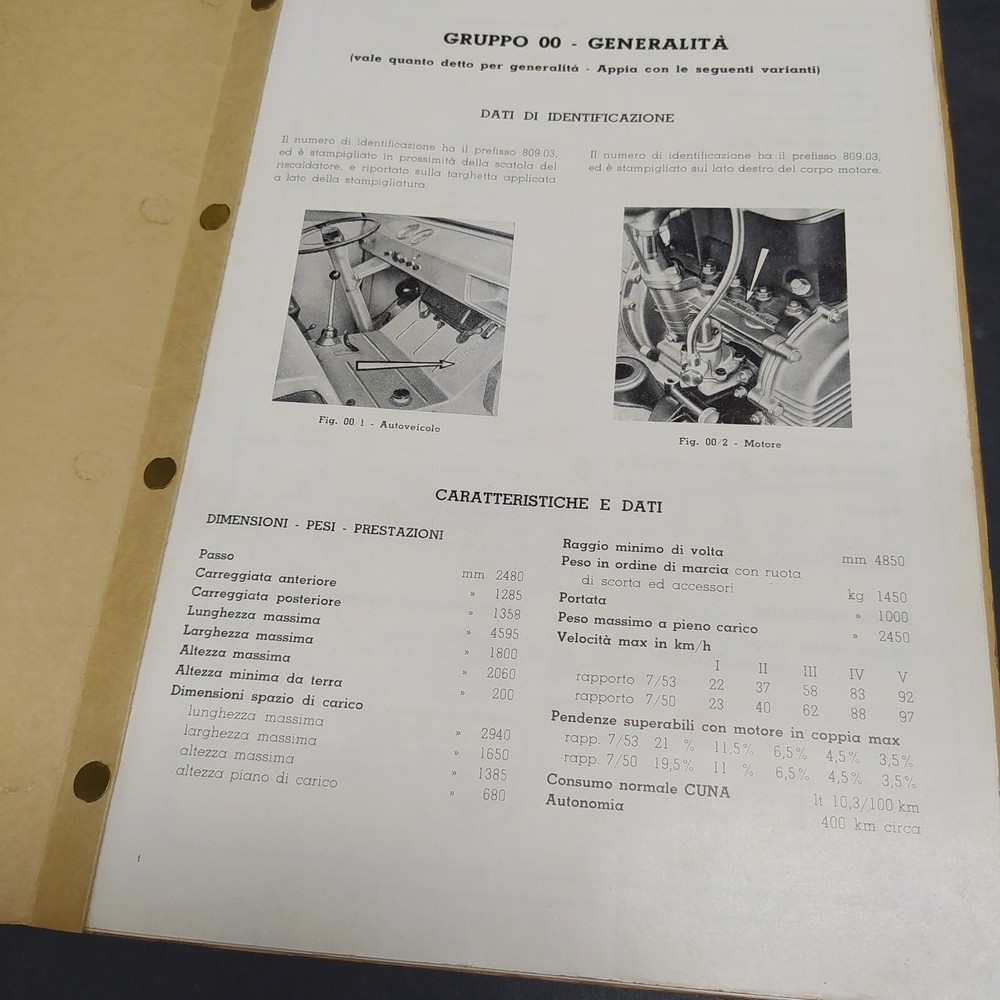 GRUPPO 00 - GENERALITÀ
(vale quanto detto per generalità - Appia con le seguenti varianti)
DATI DI IDENTIFICAZIONE
Il numero di identificazione ha il prefisso 809.03,
ed è stampigliato in prossimità della scatola del
riscaldatore, e riportato sulla targhetta applicata
a lato della stampigliatura.
Il numero di identificazione ha il prefisso 809.03,
ed è stampigliato sul lato destro del corpo motore.
Fig. 00/1 - Autoveicolo
Fig. 00/2 - Motore
CARATTERISTICHE E DATI
DIMENSIONI - PESI - PRESTAZIONI
Passo mm 2480
Carreggiata anteriore » 1285
Carreggiata posteriore » 1358
Lunghezza massima » 4595
Larghezza massima » 1800
Altezza massima » 2060
Altezza minima da terra » 200
Dimensioni spazio di carico
lunghezza massima » 2940
larghezza massima » 1650
altezza massima » 1385
altezza piano di carico » 680
Raggio minimo di volta mm 4850
Peso in ordine di marcia con ruota
di scorta ed accessori kg 1450
Portata » 1000
Peso massimo a pieno carico » 2450
Velocità max in km/h
I II III IV V
rapporto 7/53 22 37 58 83 92
rapporto 7/50 23 40 62 88 97
Pendenze superabili con motore in coppia max
rapp. 7/53 21 % 11,5% 6,5% 4,5% 3,5%
rapp. 7/50 19,5% 11 % 6,5% 4,5% 3,5%
Consumo normale CUNA lt 10,3/100 km
Autonomia 400 km circa
1